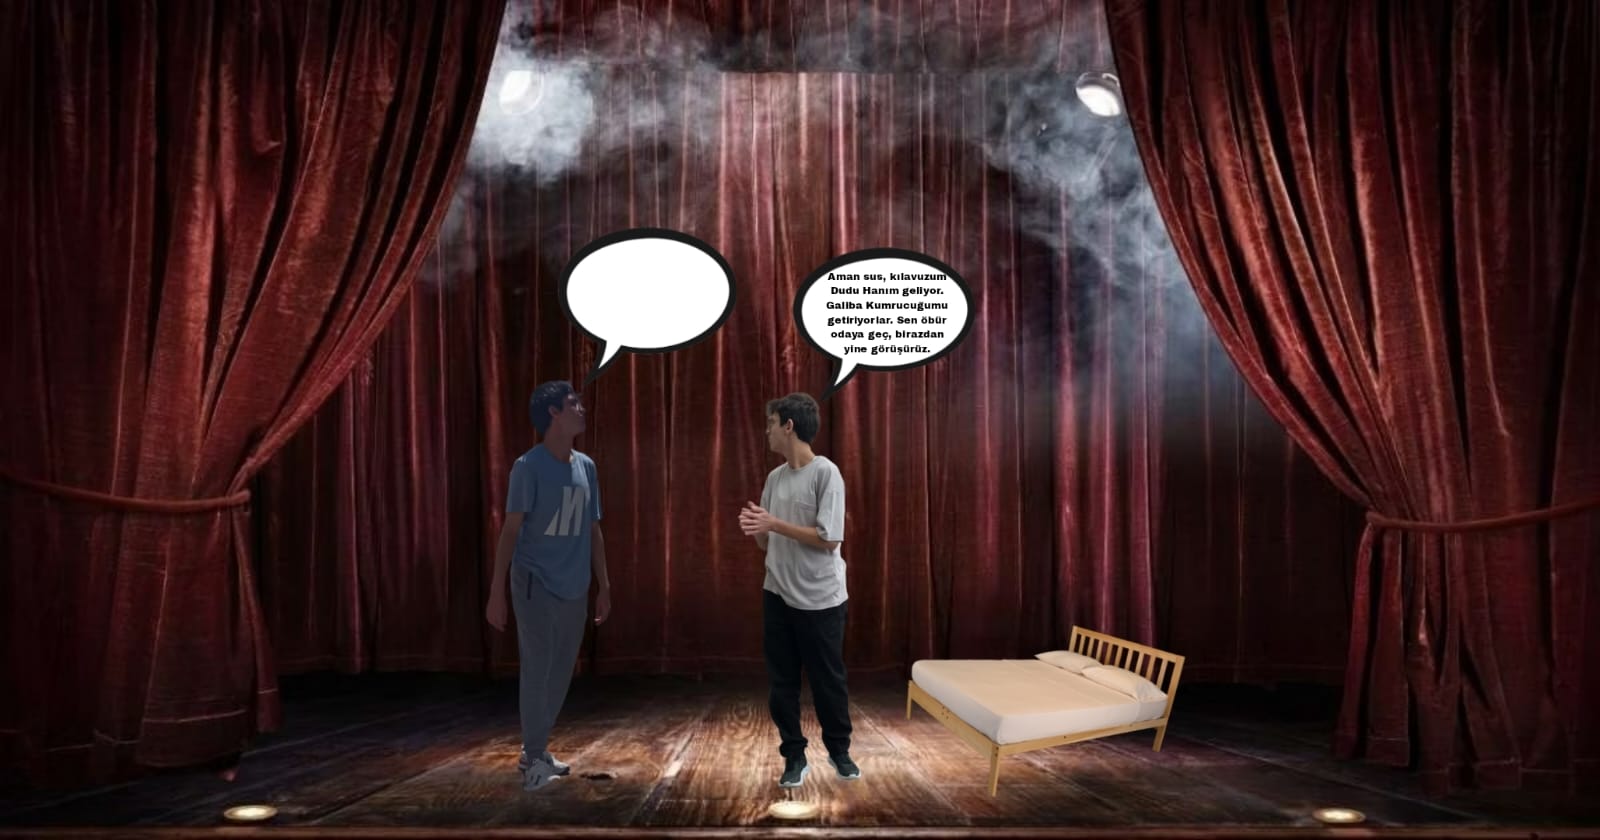 Aman sus, kılavuzum
Dudu Hanım geliyor.
Galiba Kumrucuğumu
getiriyorlar. Sen öbür
odaya geç, birazdan
yine görüşürüz.